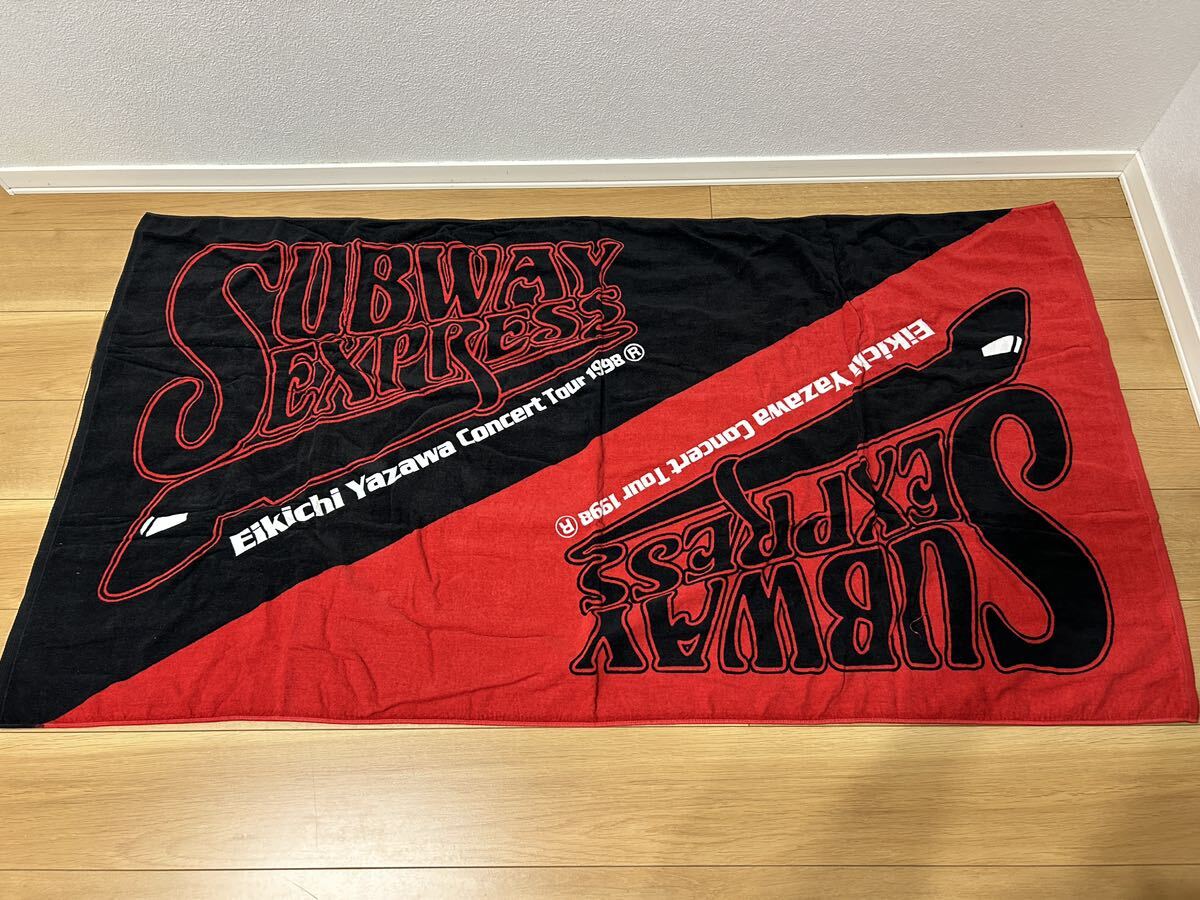 SUBWAY
EXPRESS
Eikichi Yazawa Concert Tour 1998 ®
Eikichi Yazawa Concert Tour 1998 ®
SUBWAY
EXPRESS